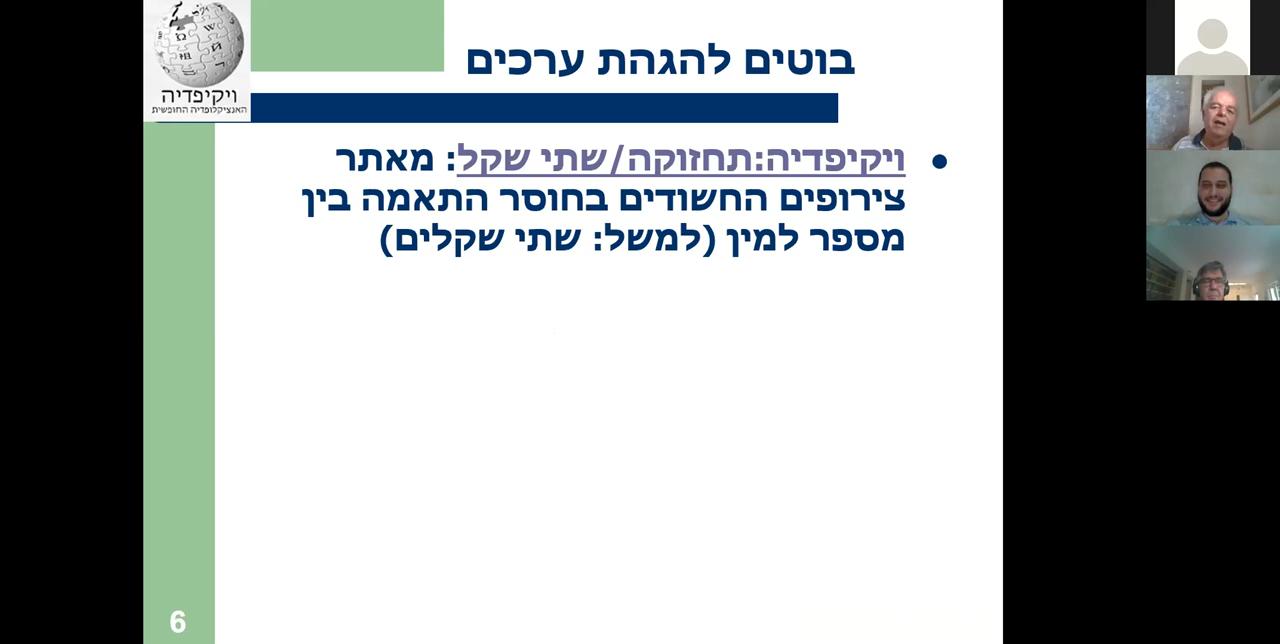 ויקיפדיה
האנציקלופדיה החופשית
בוטים להגהת ערכים
• ויקיפדיה:תחזוקה/שתי שקל: מאתר
צירופים החשודים בחוסר התאמה בין
מספר למין (למשל: שתי שקלים)
6